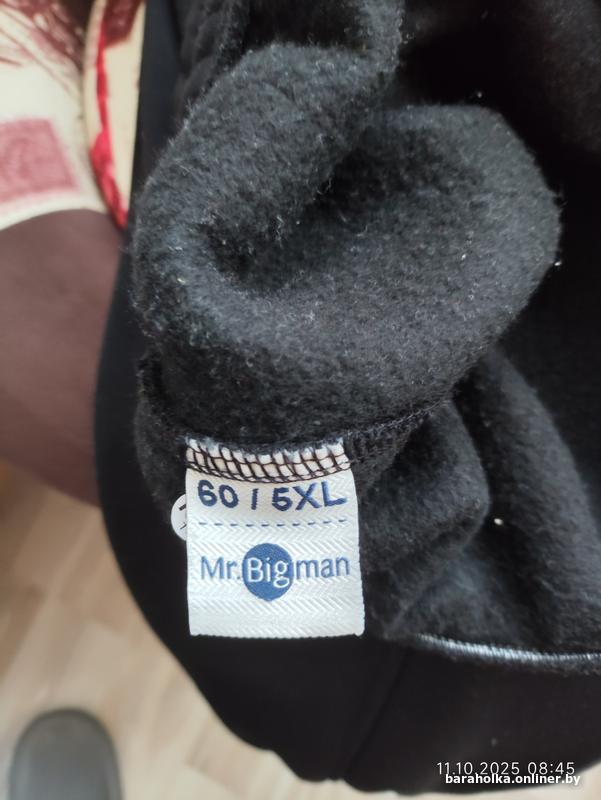 60 / 5XL
Mr.Bigman
11.10.2025 08:45
baraholka.onliner.by